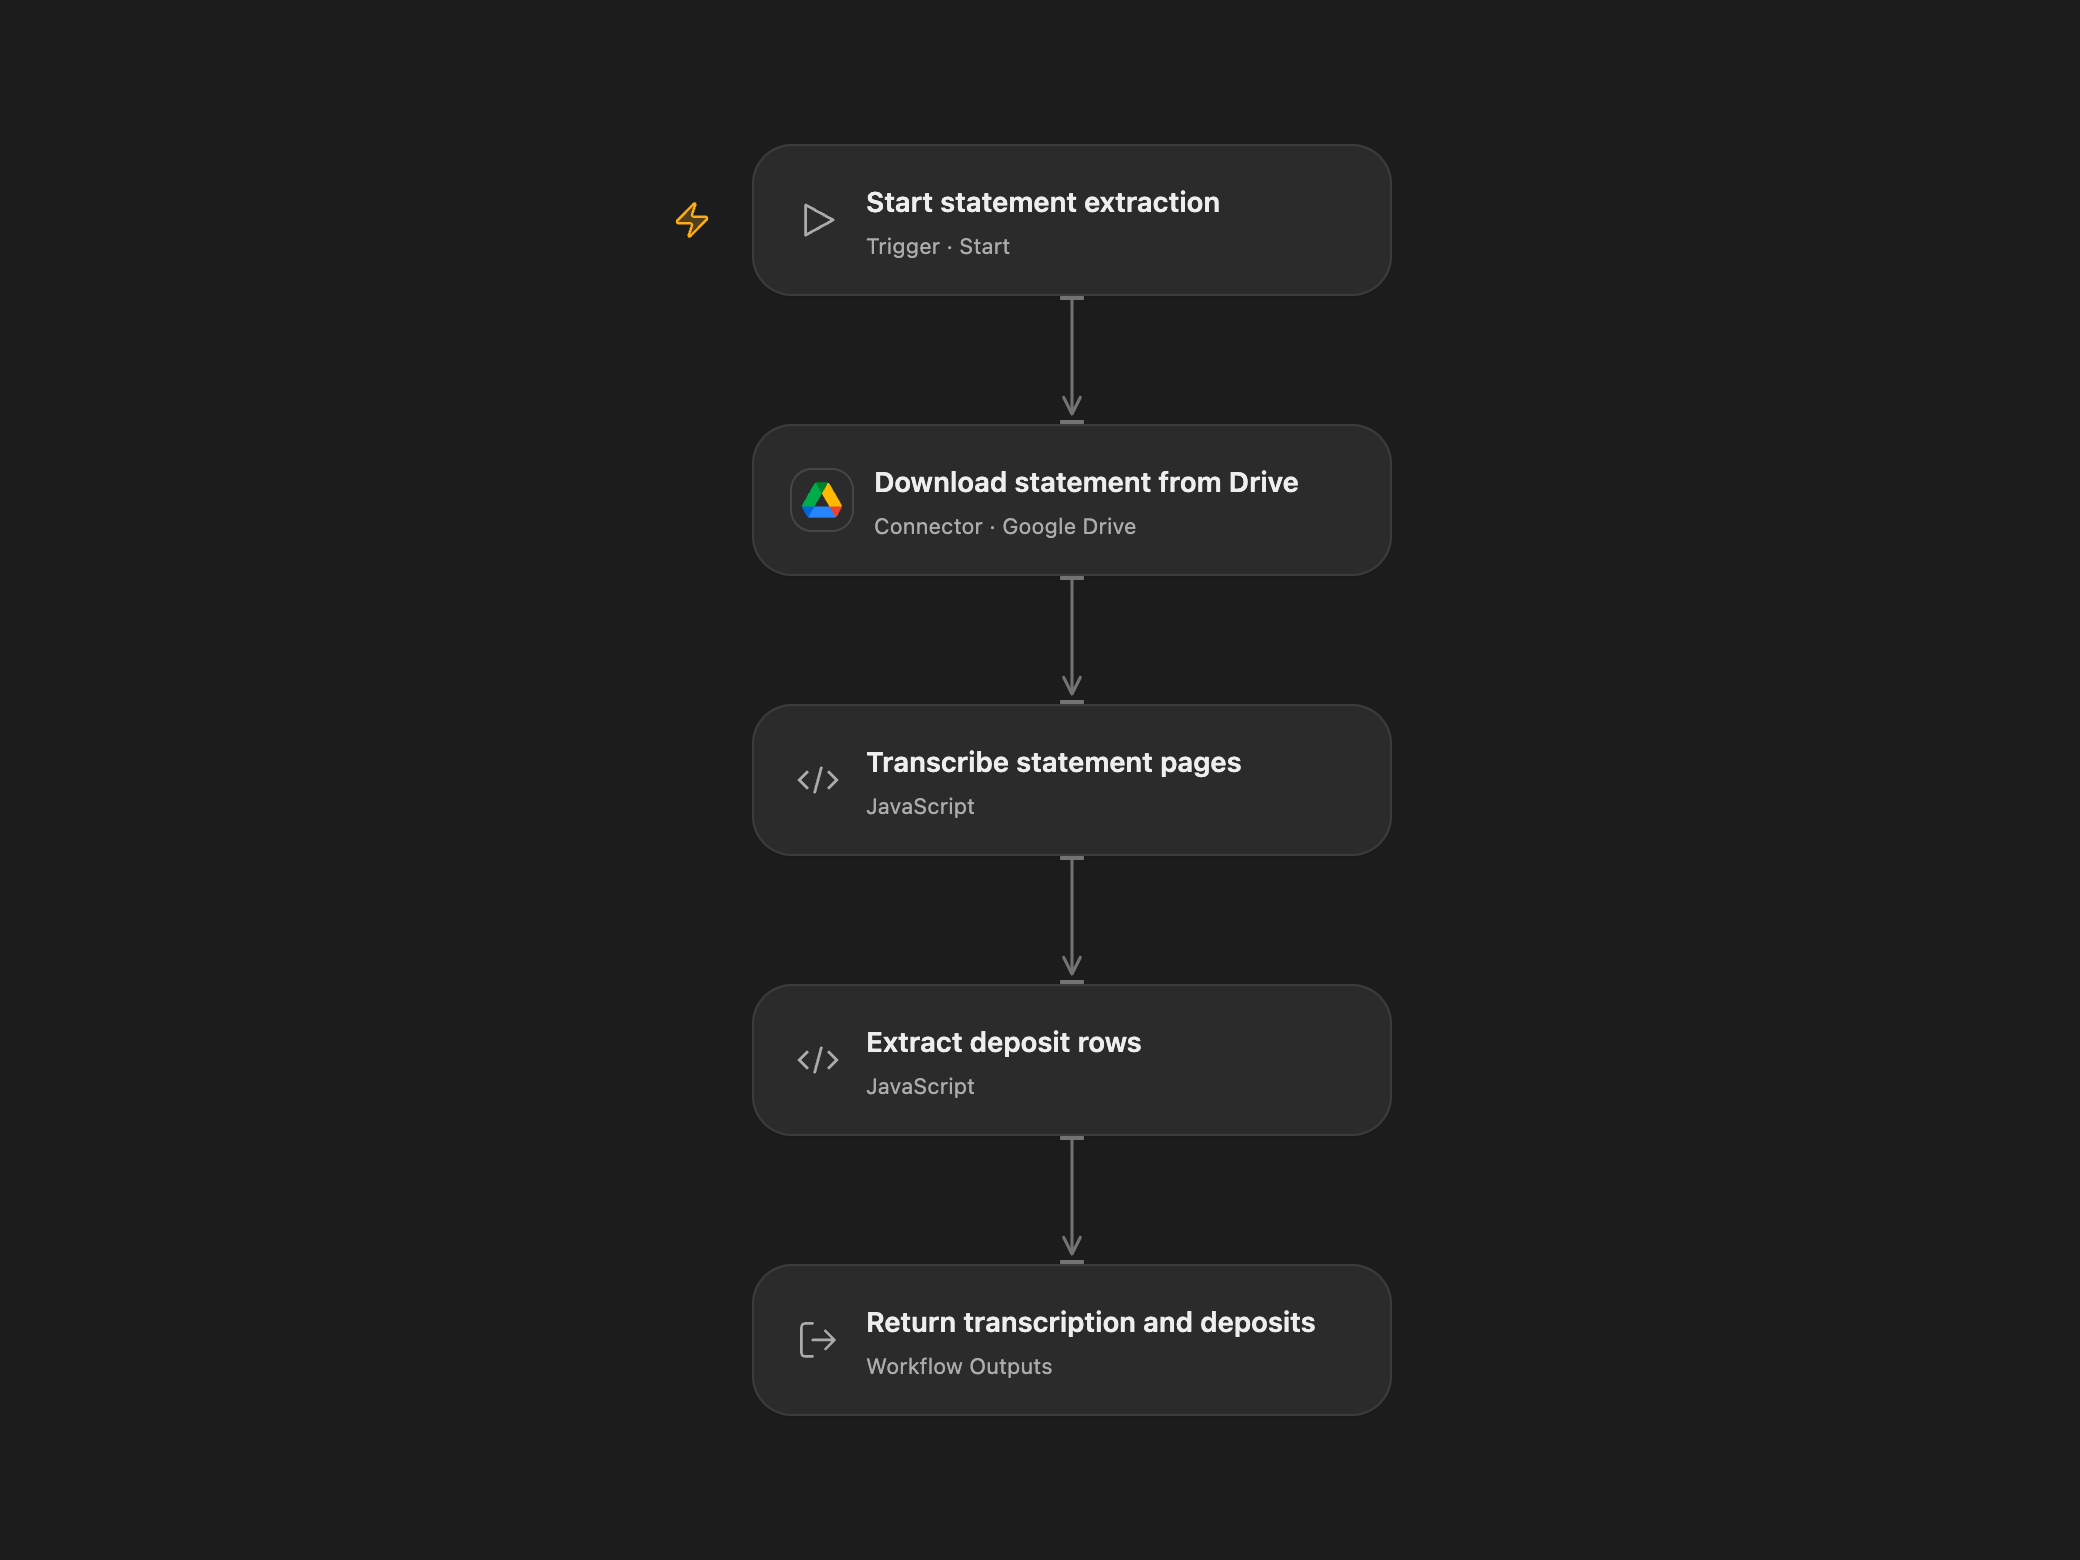 Start statement extraction
Trigger · Start
Download statement from Drive
Connector · Google Drive
Transcribe statement pages
JavaScript
Extract deposit rows
JavaScript
Return transcription and deposits
Workflow Outputs